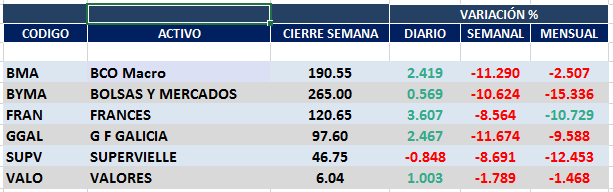 VARIACIÓN %
CODIGO ACTIVO CIERRE SEMANA DIARIO SEMANAL MENSUAL
BMA BCO Macro 190.55 2.419 -11.290 -2.507
BYMA BOLSAS Y MERCADOS 265.00 0.569 -10.624 -15.336
FRAN FRANCES 120.65 3.607 -8.564 -10.729
GGAL G F GALICIA 97.60 2.467 -11.674 -9.588
SUPV SUPERVIELLE 46.75 -0.848 -8.691 -12.453
VALO VALORES 6.04 1.003 -1.789 -1.468